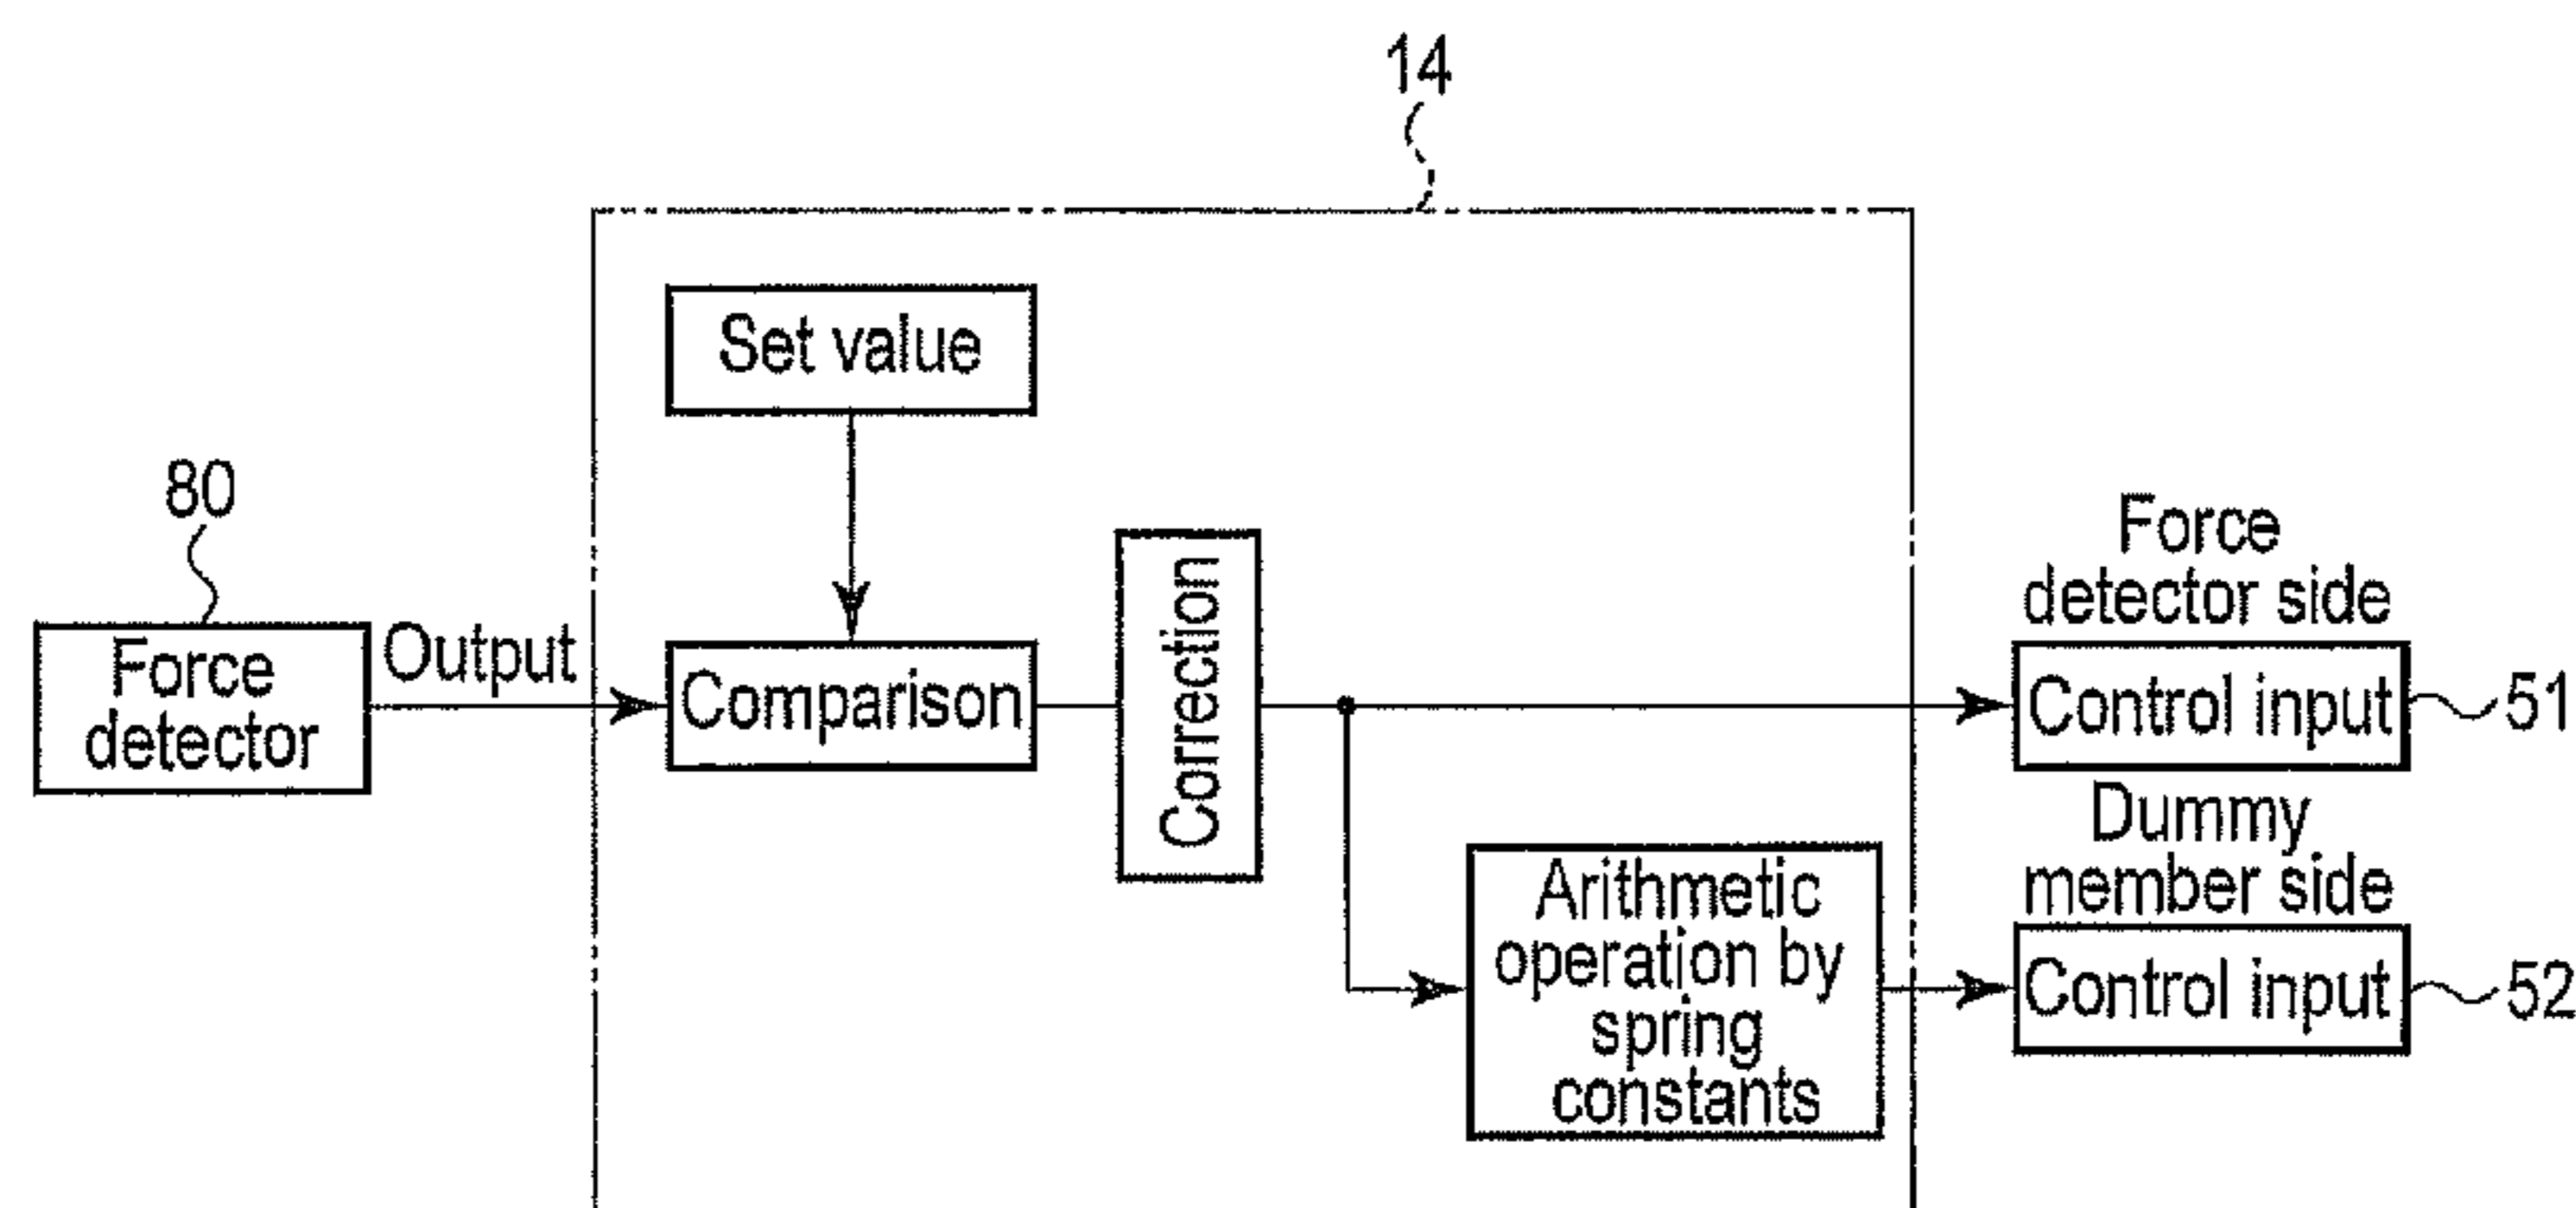 14
Set value
80
Force
detector
Output
Comparison
Correction
Force
detector side
Control input
51
Dummy
member side
Arithmetic
operation by
spring
constants
Control input
52